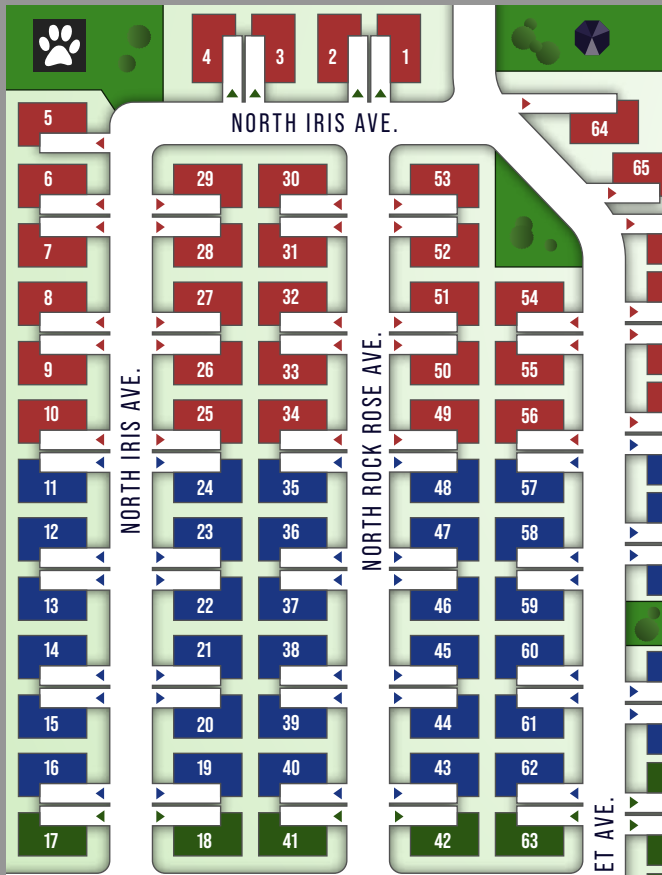 4 3 2 1
5
NORTH IRIS AVE.
64
65
6 29 30 53
7 28 31 52
8 27 32 51 54
9 26 33 50 55
10 25 34 49 56
NORTH IRIS AVE.
NORTH ROCK ROSE AVE.
11 24 35 48 57
12 23 36 47 58
13 22 37 46 59
14 21 38 45 60
15 20 39 44 61
16 19 40 43 62
17 18 41 42 63
ET AVE.